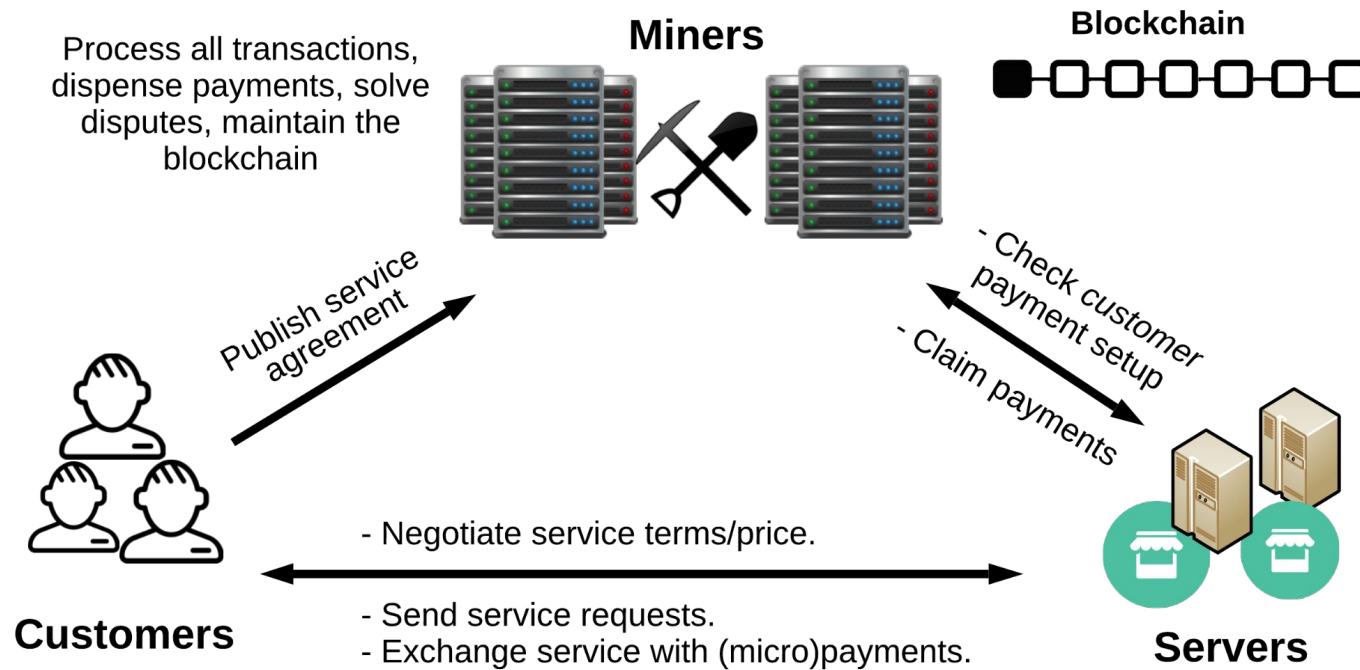 Process all transactions,
dispense payments, solve
disputes, maintain the
blockchain
Miners
Blockchain
Publish service
agreement
- Check customer
payment setup
- Claim payments
- Negotiate service terms/price.
- Send service requests.
- Exchange service with (micro)payments.
Customers
Servers